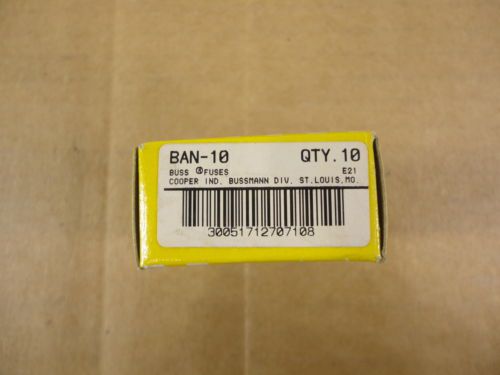 BAN-10 QTY.10
BUSS ®FUSES E21
COOPER IND. BUSSMANN DIV. ST.LOUIS,MO.
30051712707108